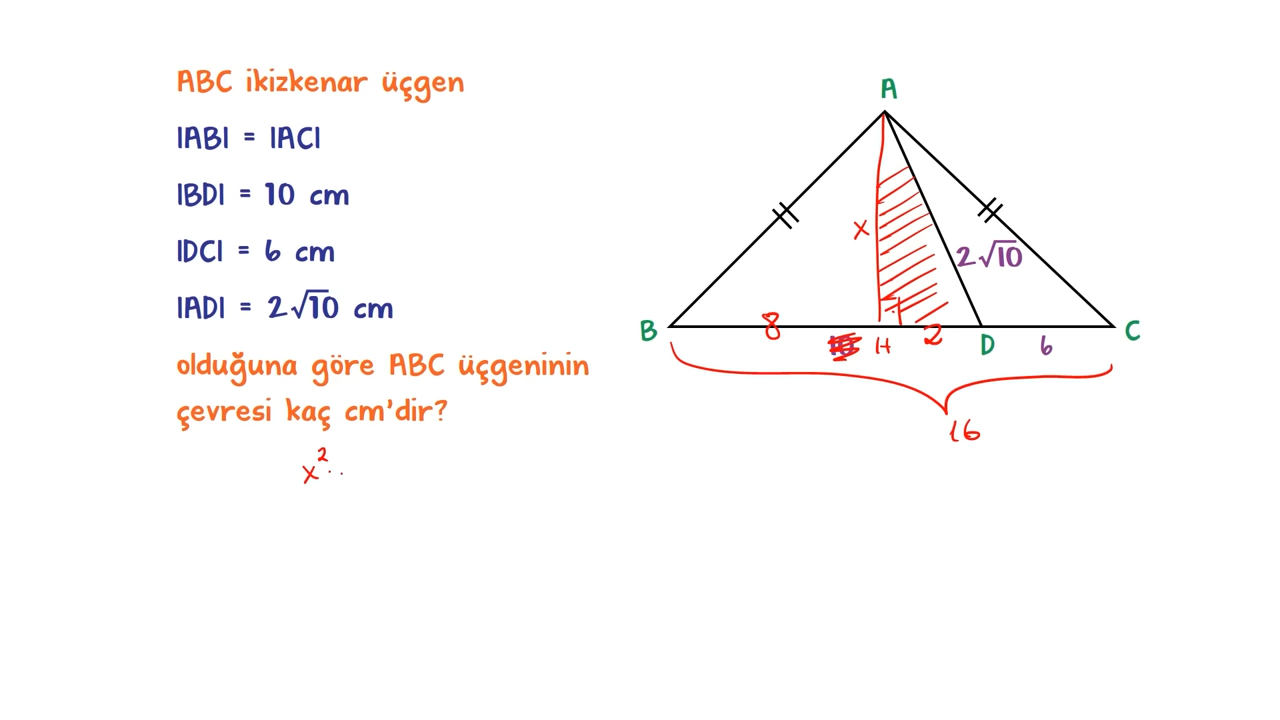 ABC ikizkenar üçgen
|AB| = |AC|
|BD| = 10 cm
|DC| = 6 cm
|AD| = 2√10 cm
olduğuna göre ABC üçgeninin
çevresi kaç cm'dir?
x²
A
x
2√10
B
8
H
2
D
6
C
16